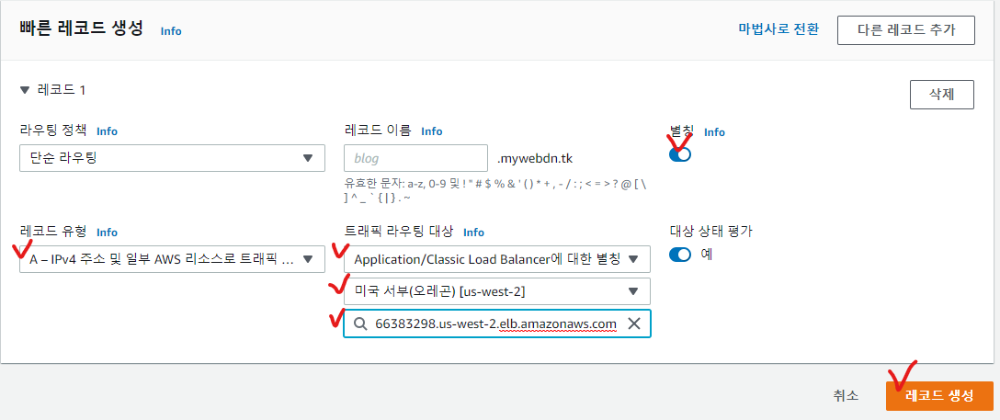 빠른 레코드 생성 Info 마법사로 전환 다른 레코드 추가
레코드 1 삭제
라우팅 정책 Info 레코드 이름 Info 별칭 Info
단순 라우팅 blog .mywebdn.tk
유효한 문자: a-z, 0-9 및 ! " # $ % & ' ( ) * + , - / : ; < = > ? @ [ \
] ^ _ ` { | } . ~
레코드 유형 Info 트래픽 라우팅 대상 Info 대상 상태 평가
A – IPv4 주소 및 일부 AWS 리소스로 트래픽 ... Application/Classic Load Balancer에 대한 별칭 예
미국 서부(오레곤) [us-west-2]
66383298.us-west-2.elb.amazonaws.com
취소 레코드 생성